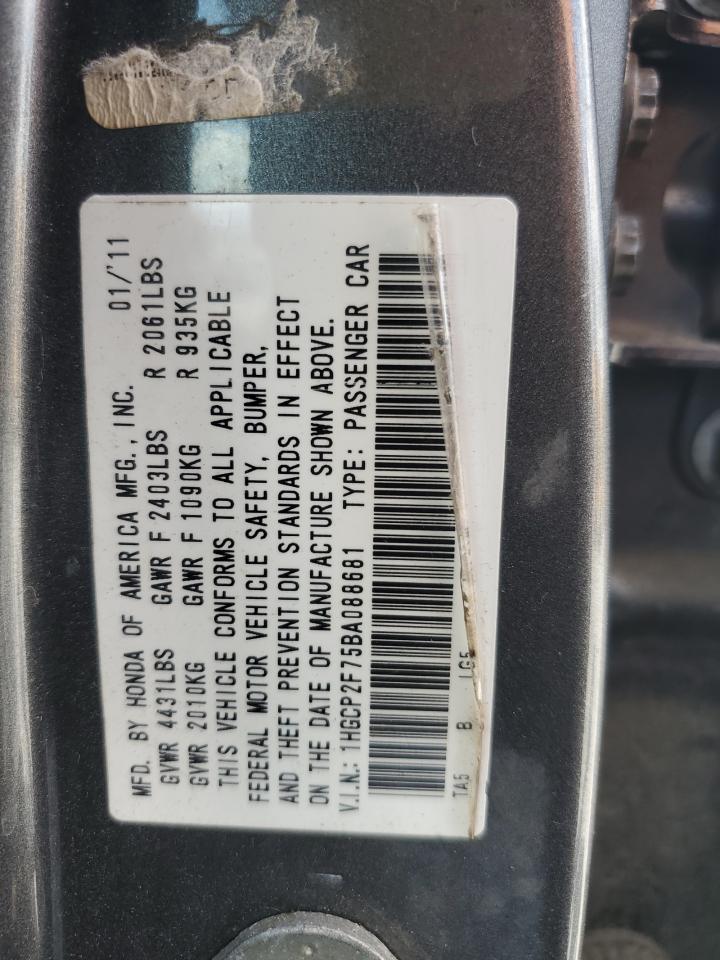 MFD. BY HONDA OF AMERICA MFG., INC. 01/'11
GVWR 4431LBS GAWR F 2403LBS R 2061LBS
GVWR 2010KG GAWR F 1090KG R 935KG
THIS VEHICLE CONFORMS TO ALL APPLICABLE
FEDERAL MOTOR VEHICLE SAFETY, BUMPER,
AND THEFT PREVENTION STANDARDS IN EFFECT
ON THE DATE OF MANUFACTURE SHOWN ABOVE.
V.I.N.: 1HGCP2F75BA088681 TYPE: PASSENGER CAR
TA5 B